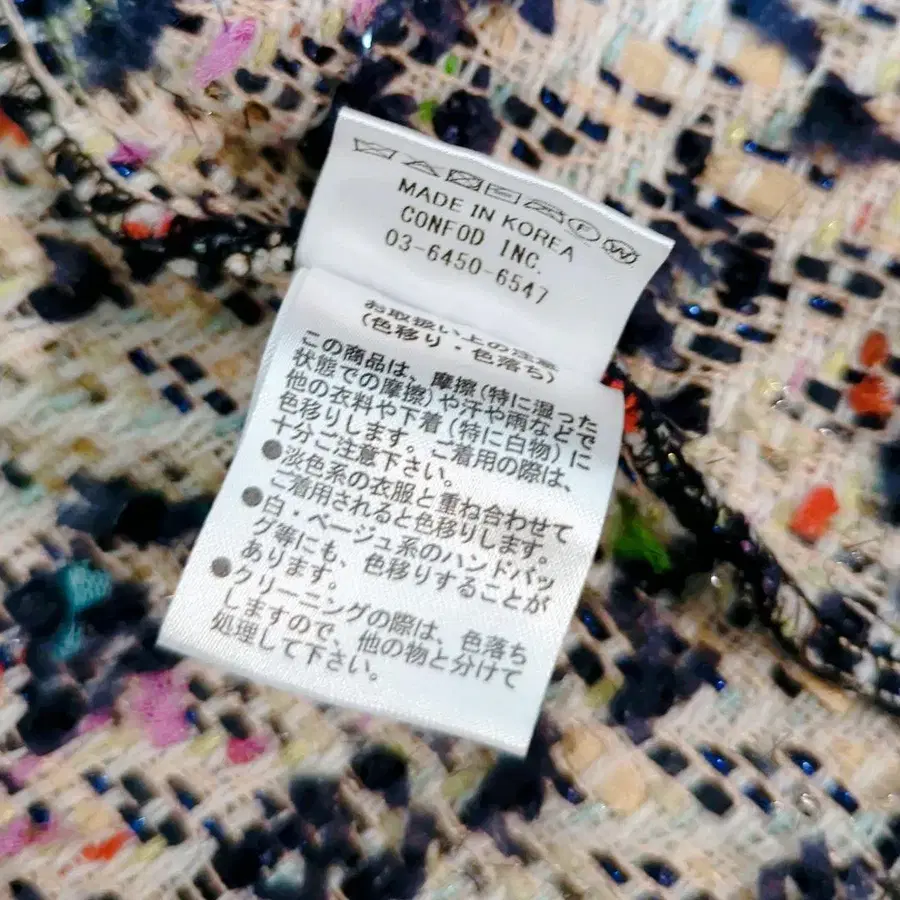 MADE IN KOREA
CONFOD INC.
03-6450-6547
お取扱い上の注意
(色移り・色落ち)
この商品は、摩擦(特に湿った
状態での摩擦)や汗や雨などで
他の衣料や下着(特に白物)に
色移りします。ご着用の際は、
十分ご注意下さい。
●淡色系の衣服と重ね合わせて
ご着用されると色移りします。
●白・ベージュ系のハンドバッ
グ等にも、色移りすることが
あります。
●クリーニングの際は、色落ち
しますので、他の物と分けて
処理して下さい。